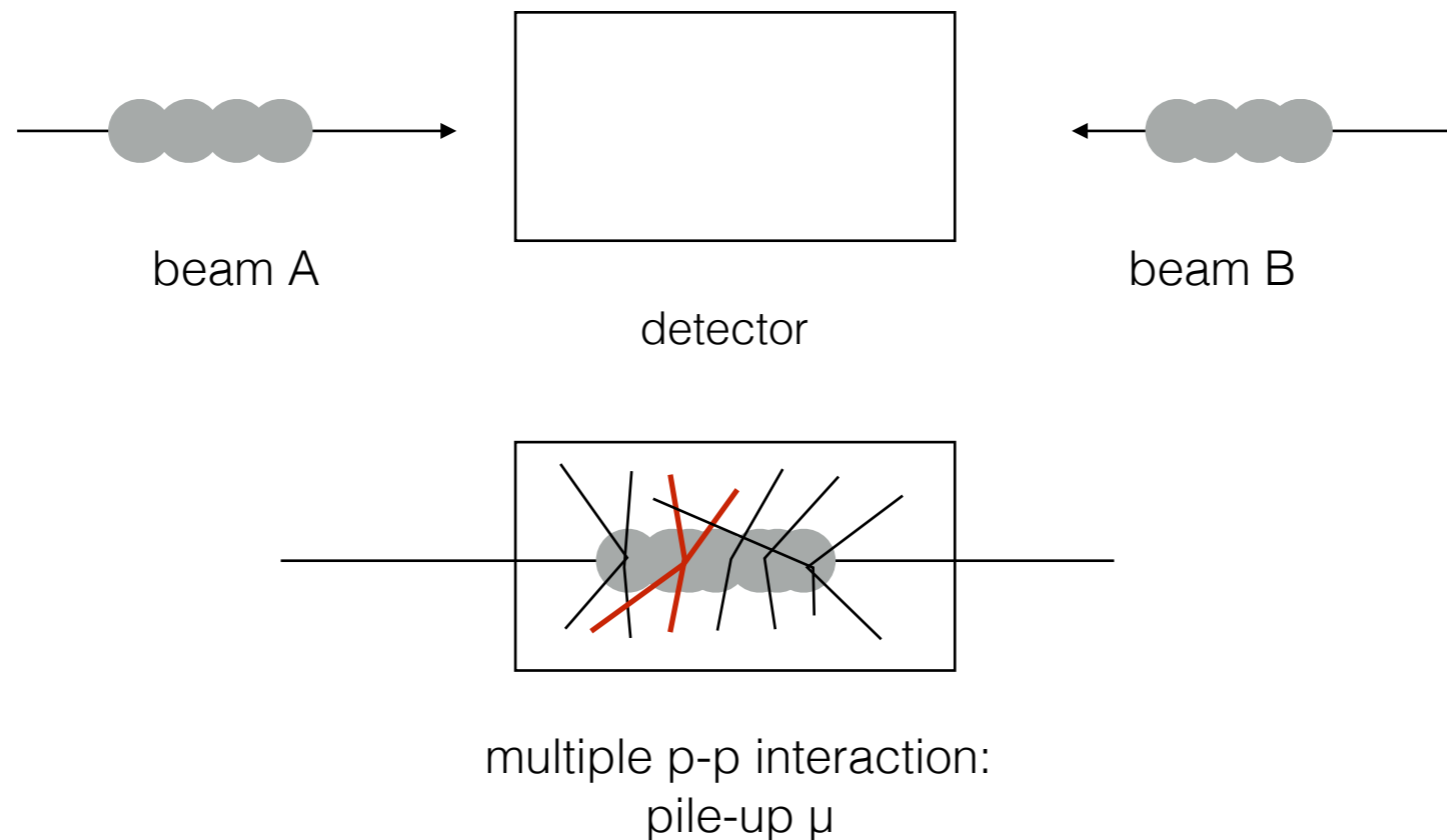 beam A
beam B
detector
multiple p-p interaction:
pile-up μ